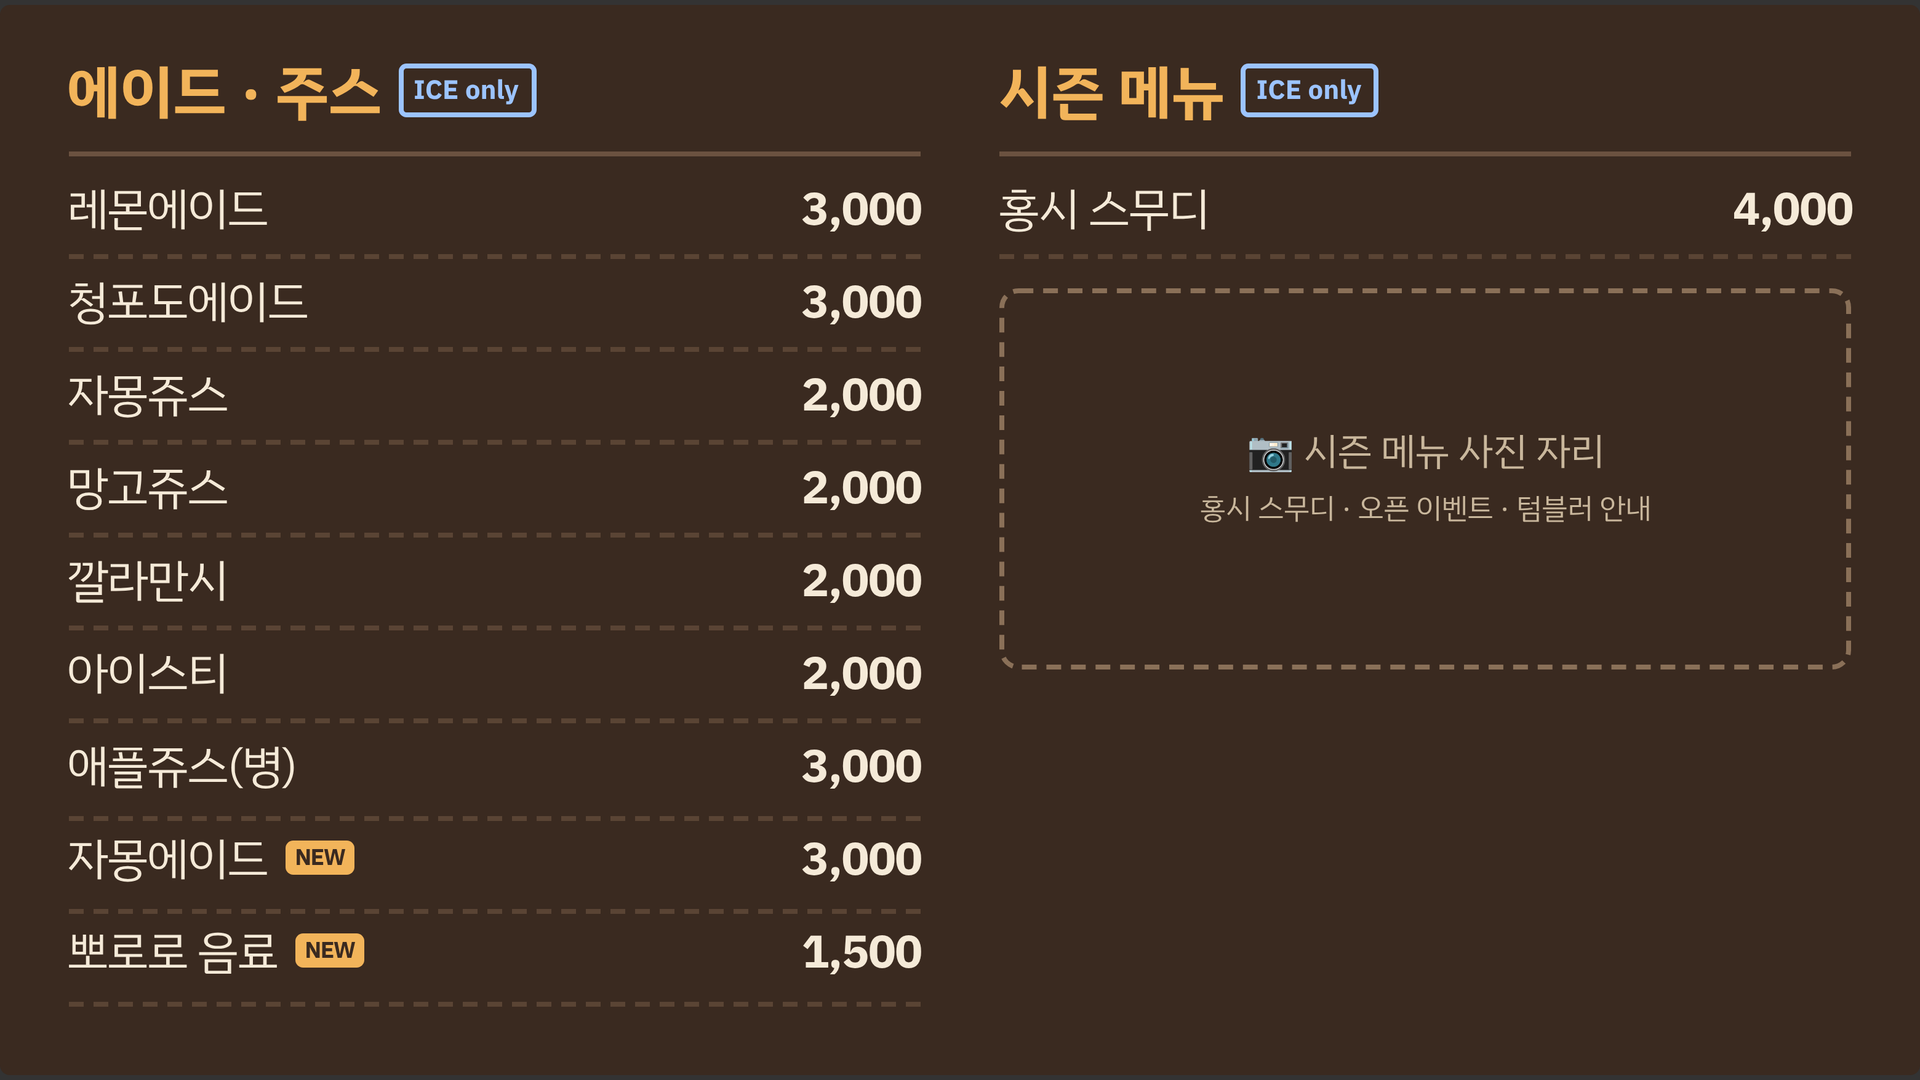 에이드 · 주스 ICE only
레몬에이드 3,000
청포도에이드 3,000
자몽쥬스 2,000
망고쥬스 2,000
깔라만시 2,000
아이스티 2,000
애플쥬스(병) 3,000
자몽에이드 NEW 3,000
뽀로로 음료 NEW 1,500
시즌 메뉴 ICE only
홍시 스무디 4,000
시즌 메뉴 사진 자리
홍시 스무디 · 오픈 이벤트 · 텀블러 안내